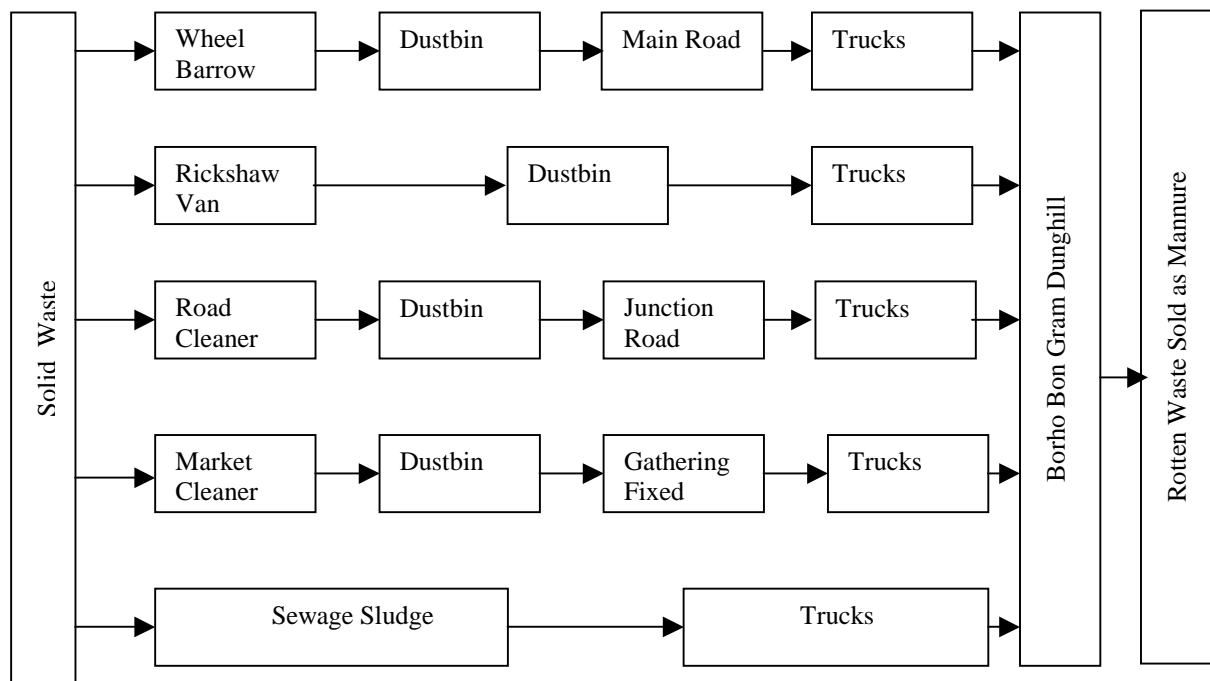 Solid Waste
Wheel
Barrow
Dustbin
Main Road
Trucks
Rickshaw
Van
Dustbin
Trucks
Road
Cleaner
Dustbin
Junction
Road
Trucks
Market
Cleaner
Dustbin
Gathering
Fixed
Trucks
Sewage Sludge
Trucks
Borho Bon Gram Dunghill
Rotten Waste Sold as Mannure